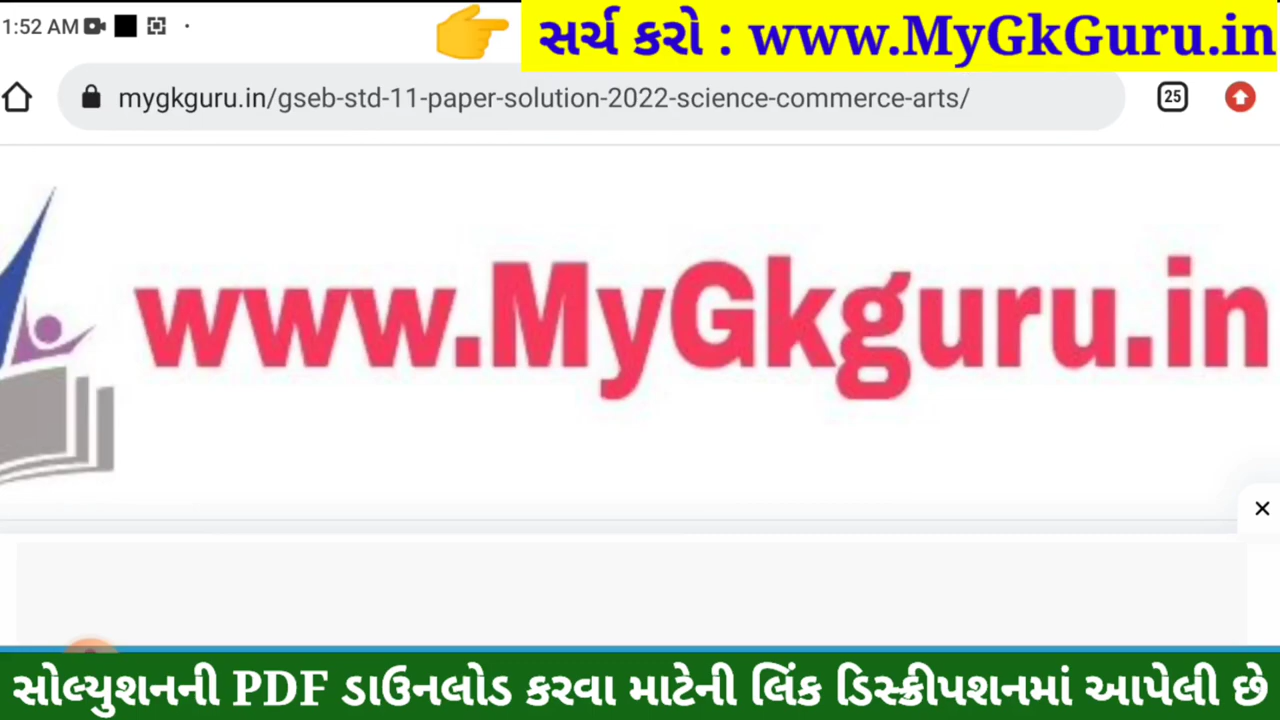 1:52 AM
સર્ચ કરો : www.MyGkGuru.in
mygkguru.in/gseb-std-11-paper-solution-2022-science-commerce-arts/
25
www.MyGkguru.in
સોલ્યુશનની PDF ડાઉનલોડ કરવા માટેની લિંક ડિસ્ક્રીપશનમાં આપેલી છે